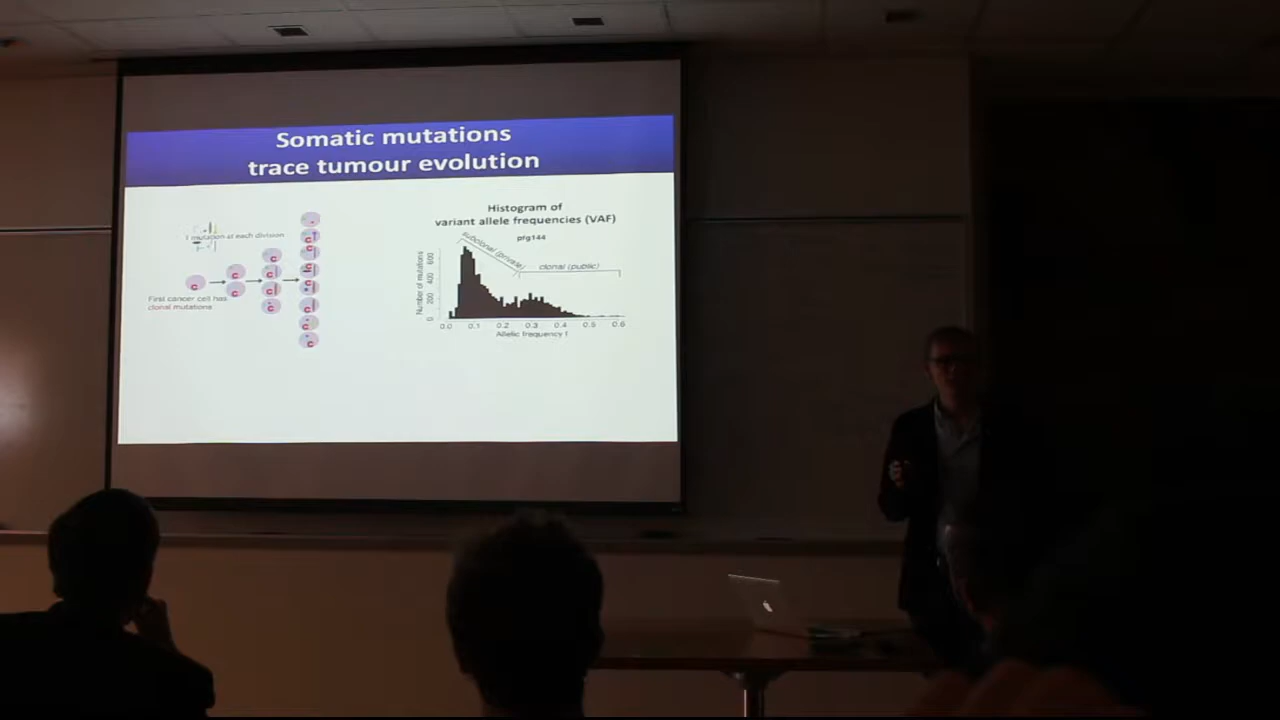 Somatic mutations
trace tumour evolution
1 mutation at each division
First cancer cell has
clonal mutations
c
c
c
c
c
c
c
c
c
c
c
c
c
c
Histogram of
variant allele frequencies (VAF)
pfg144
subclonal (private)
clonal (public)
Number of mutations
0 200 400 600
0.0 0.1 0.2 0.3 0.4 0.5 0.6
Allelic frequency f